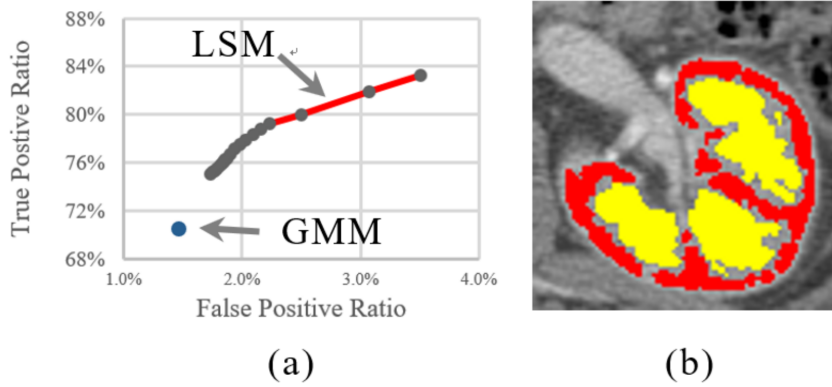 88%
84%
80%
76%
72%
68%
True Postive Ratio
LSM
GMM
1.0%
2.0%
3.0%
4.0%
False Positive Ratio
(a)
(b)